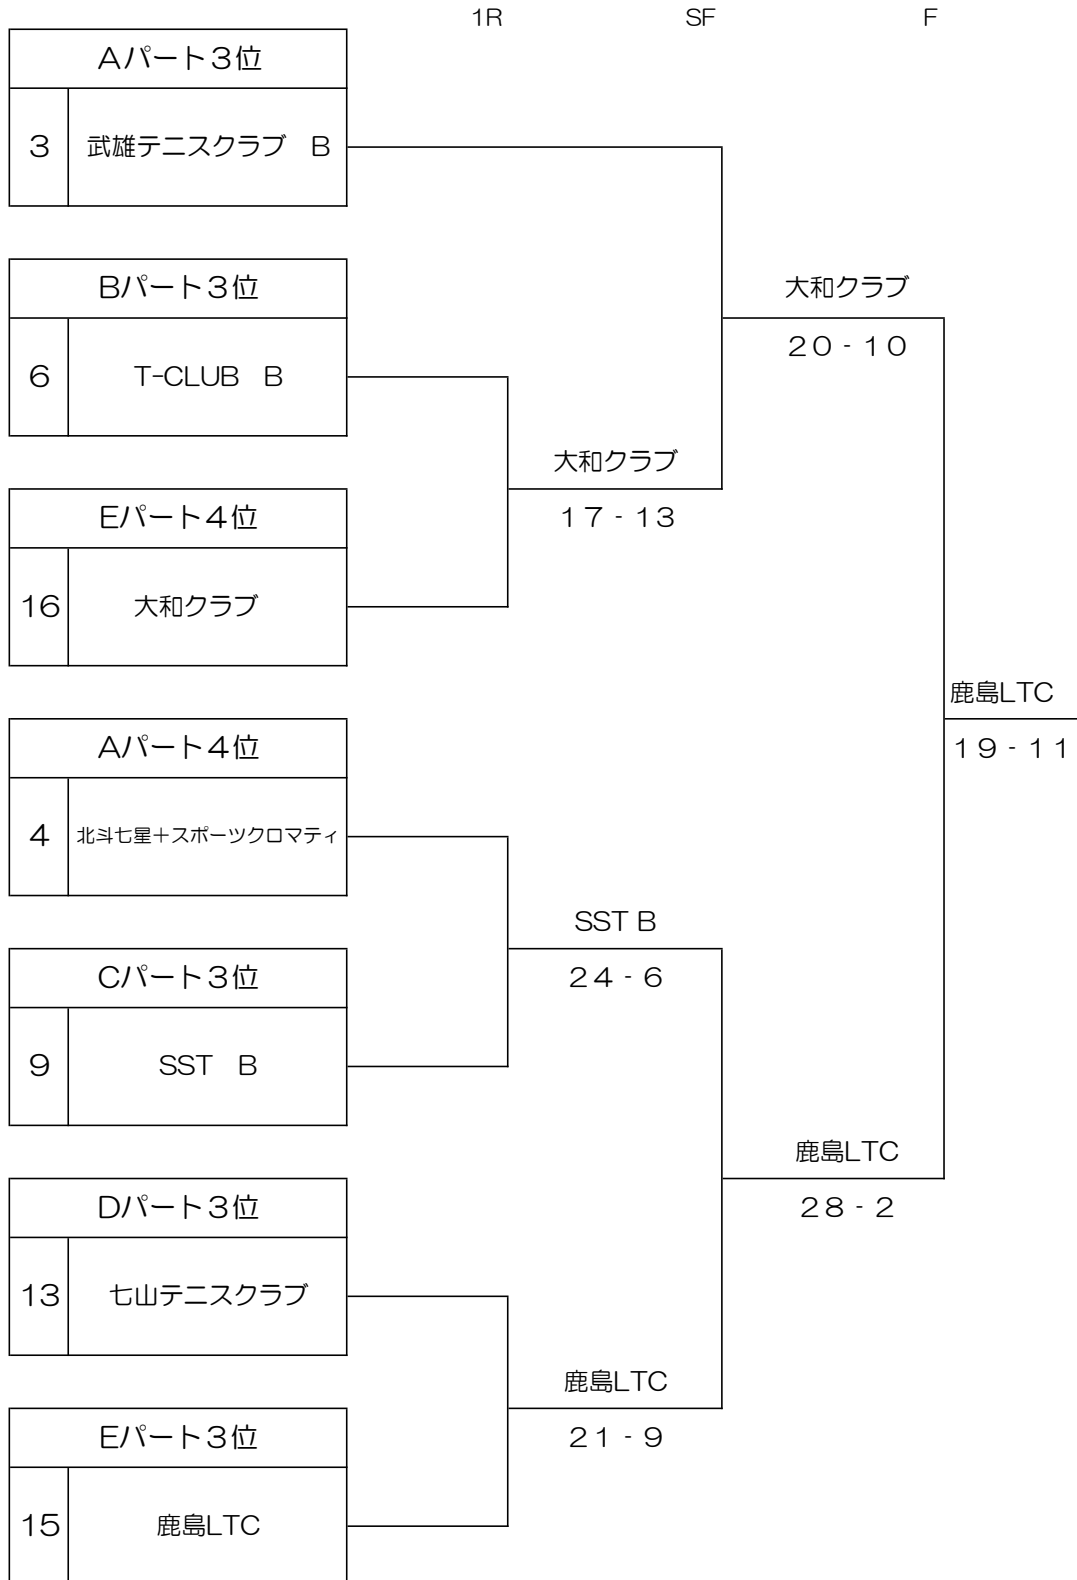 1R SF F
Aパート３位
3 武雄テニスクラブ　B
Bパート３位
大和クラブ
２０‐１０
6 T-CLUB　B
大和クラブ
１７‐１３
Eパート４位
16 大和クラブ
鹿島LTC
１９‐１１
Aパート４位
4 北斗七星＋スポーツクロマティ
SST B
２４‐６
Cパート３位
9 SST　B
鹿島LTC
２８‐２
Dパート３位
13 七山テニスクラブ
鹿島LTC
２１‐９
Eパート３位
15 鹿島LTC